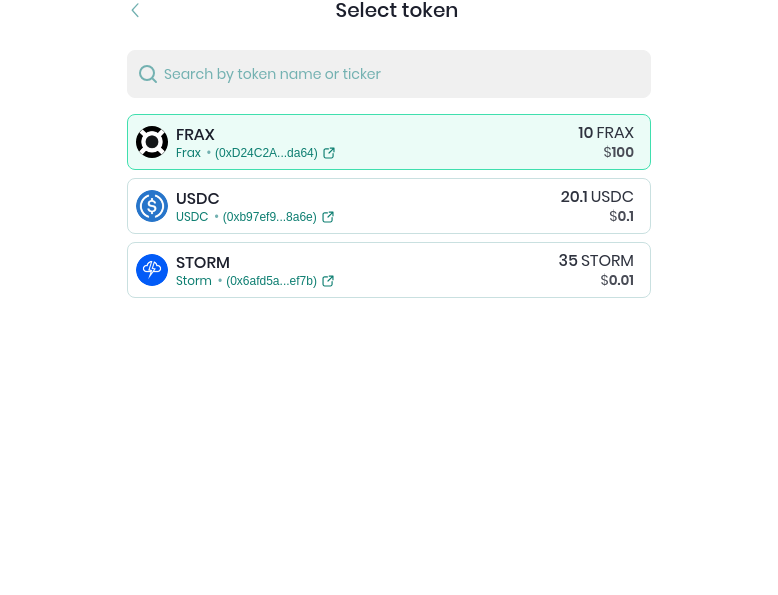 Select token
Search by token name or ticker
FRAX
10 FRAX
Frax • (0xD24C2A...da64)
$100
USDC
20.1 USDC
USDC • (0xb97ef9...8a6e)
$0.1
STORM
35 STORM
Storm • (0x6afd5a...ef7b)
$0.01